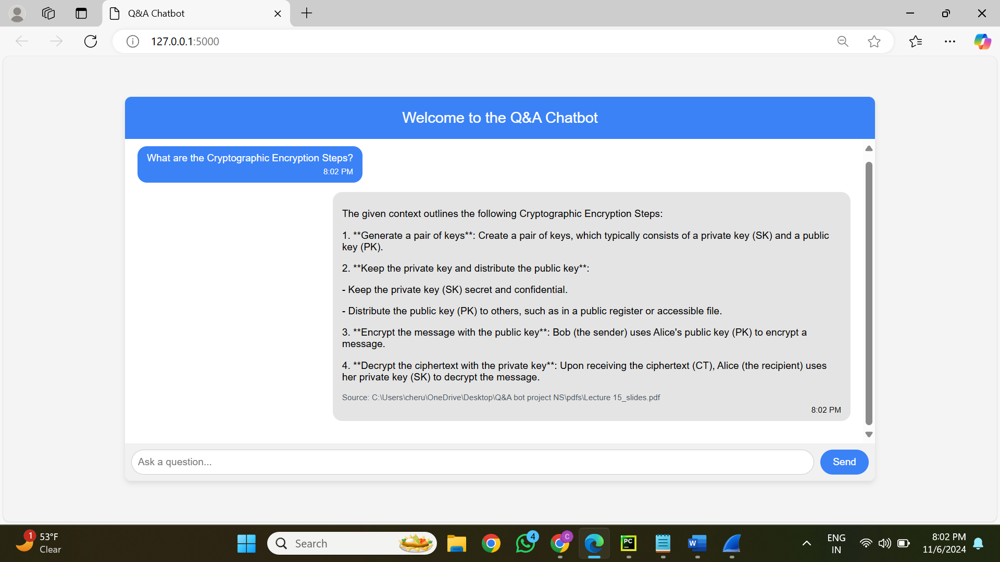 Q&A Chatbot
127.0.0.1:5000
Welcome to the Q&A Chatbot
What are the Cryptographic Encryption Steps?
8:02 PM
The given context outlines the following Cryptographic Encryption Steps:
1. **Generate a pair of keys**: Create a pair of keys, which typically consists of a private key (SK) and a public
key (PK).
2. **Keep the private key and distribute the public key**:
- Keep the private key (SK) secret and confidential.
- Distribute the public key (PK) to others, such as in a public register or accessible file.
3. **Encrypt the message with the public key**: Bob (the sender) uses Alice's public key (PK) to encrypt a
message.
4. **Decrypt the ciphertext with the private key**: Upon receiving the ciphertext (CT), Alice (the recipient) uses
her private key (SK) to decrypt the message.
Source: C:\Users\cheru\OneDrive\Desktop\Q&A bot project NS\pdfs\Lecture 15_slides.pdf
8:02 PM
Ask a question...
Send
1
53°F
Clear
Search
4
C
PC
W
ENG
IN
8:02 PM
11/6/2024